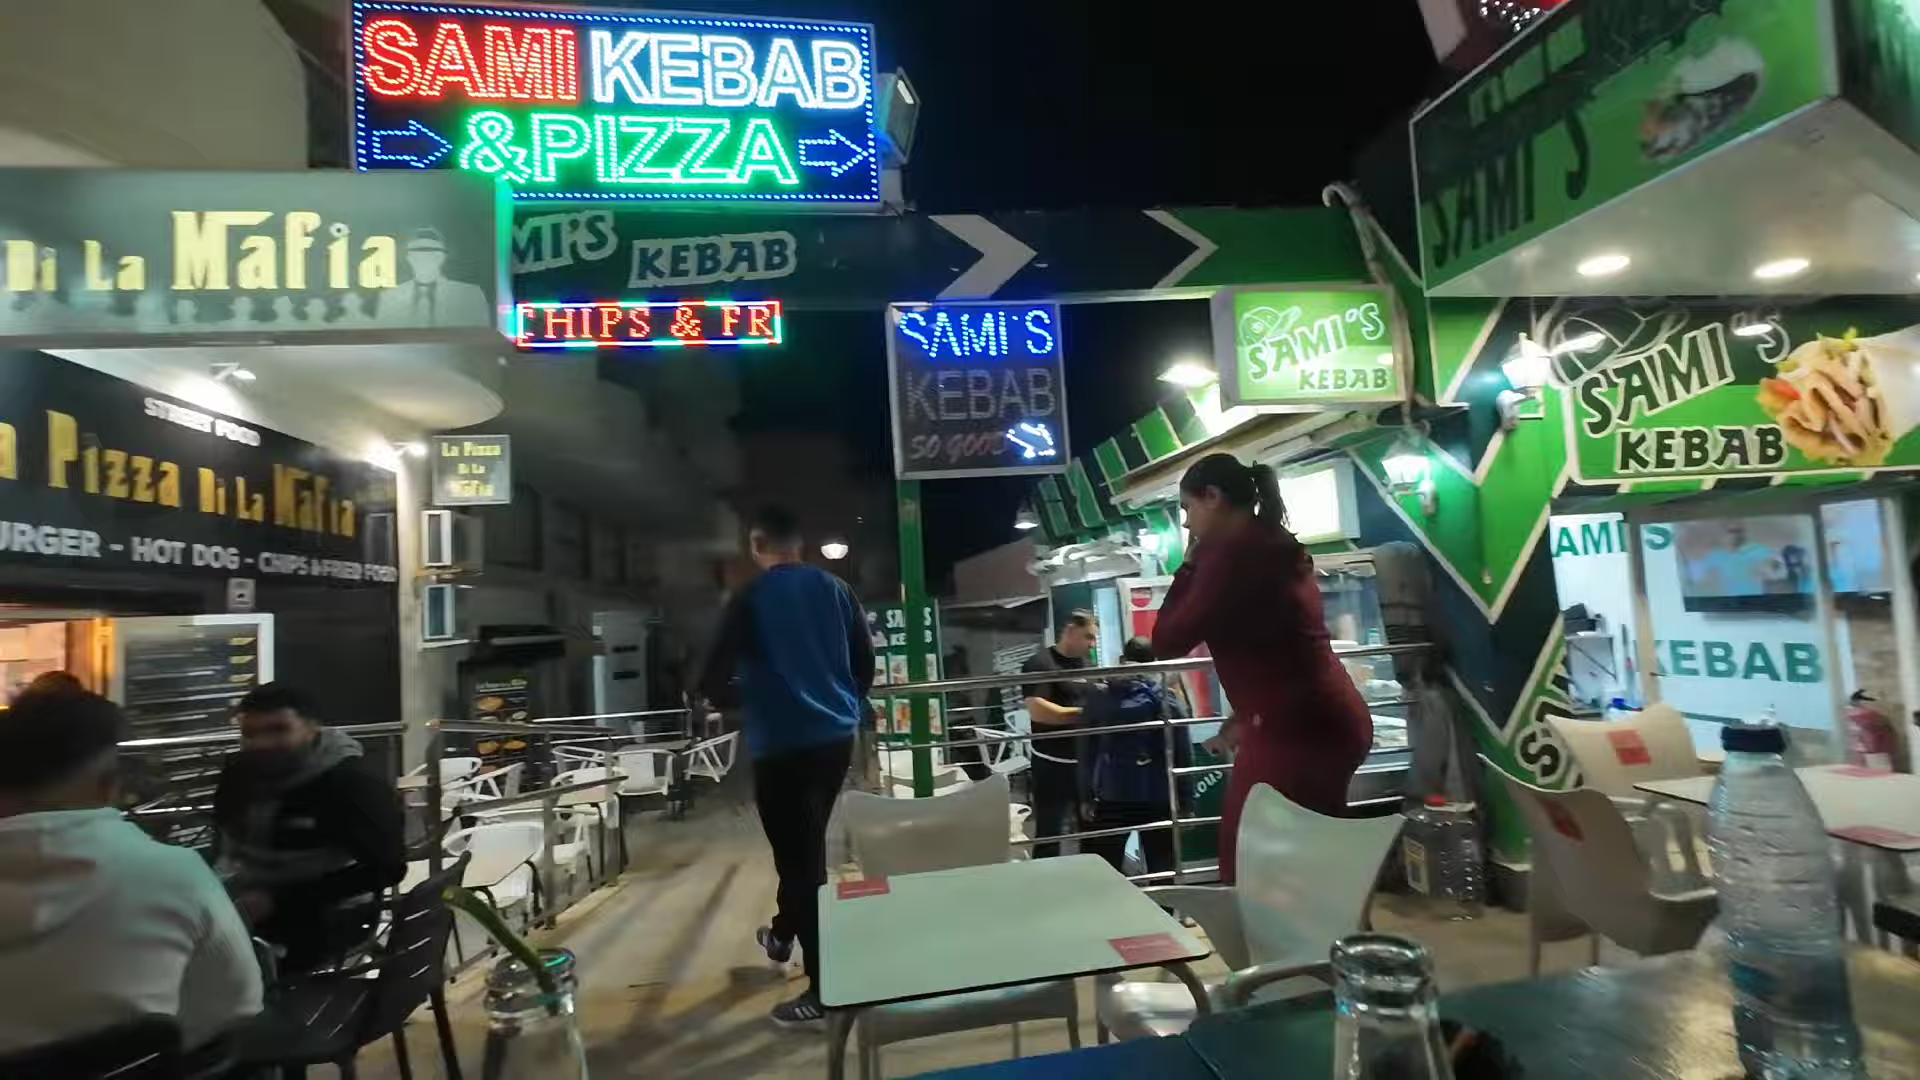 SAMI KEBAB
&PIZZA
Di La Mafia
MI'S KEBAB
CHIPS & FR
SAMI'S
KEBAB
SO GOOD
SAMI'S
KEBAB
SAMI'S
SAMI'S
KEBAB
STREET FOOD
a Pizza Di La Mafia
URGER - HOT DOG - CHIPS & FRIED FOOD
La Pizza
Di La
Mafia
AMI'S
KEBAB